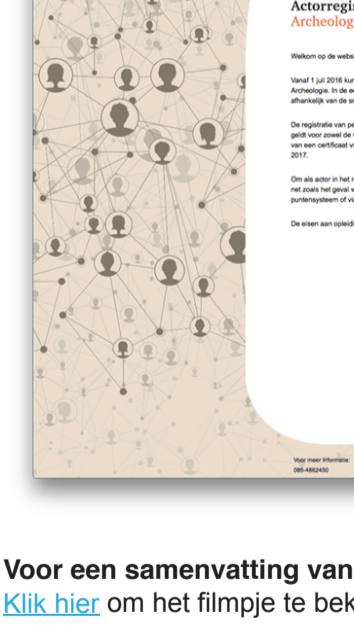 Actorregis
Archeolog
Welkom op de webs
Vanaf 1 juli 2016 kur
Archeologie. In de e
afhankelijk van de s
De registratie van pe
geldt voor zowel de
van een certificaat v
2017.
Om als actor in het r
net zoals het geval v
puntensysteem of vi
De eisen aan opleidi
Voor meer informatie:
085-4862450
Voor een samenvatting van
Klik hier om het filmpje te bek